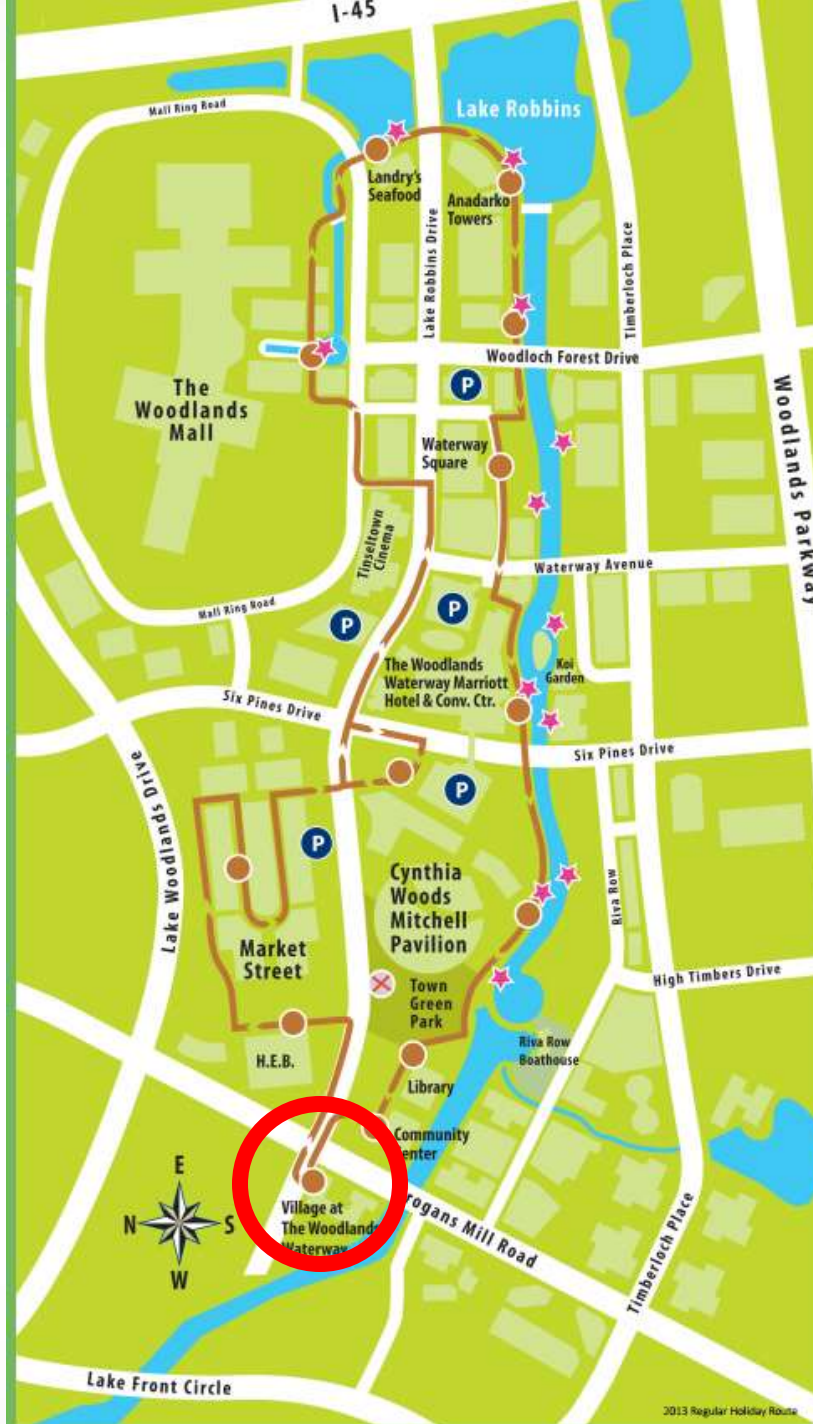 I-45
Mall Ring Road
Lake Robbins
Landry's
Seafood
Anadarko
Towers
Lake Robbins Drive
Timberloch Place
Woodloch Forest Drive
The
Woodlands
Mall
P
Woodlands Parkway
Waterway
Square
Tinseltown
Cinema
Waterway Avenue
Mall Ring Road
P
P
The Woodlands
Waterway Marriott
Hotel & Conv. Ctr.
Koi
Garden
Six Pines Drive
Six Pines Drive
Lake Woodlands Drive
P
P
Cynthia
Woods
Mitchell
Pavilion
Riva Row
Market
Street
High Timbers Drive
Town
Green
Park
Riva Row
Boathouse
H.E.B.
Library
Community
enter
E
N
S
W
Village at
The Woodlands
Waterway
rogans Mill Road
Timberloch Place
Lake Front Circle
2013 Regular Holiday Route